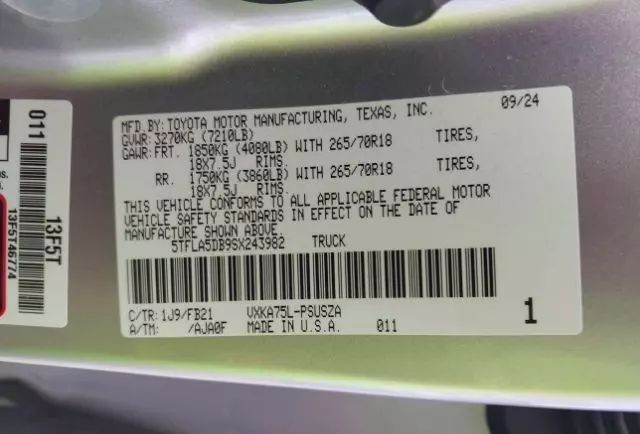 011
13F5T
13F5T46774
MFD.BY:TOYOTA MOTOR MANUFACTURING, TEXAS, INC. 09/24
GVWR:3270KG (7210LB)
GAWR:FRT. 1850KG (4080LB) WITH 265/70R18 TIRES,
18X7.5J RIMS.
RR. 1750KG (3860LB) WITH 265/70R18 TIRES,
18X7.5J RIMS.
THIS VEHICLE CONFORMS TO ALL APPLICABLE FEDERAL MOTOR
VEHICLE SAFETY STANDARDS IN EFFECT ON THE DATE OF
MANUFACTURE SHOWN ABOVE.
5TFLA5DB9SX243982 TRUCK
C/TR:1J9/FB21 VXKA75L-PSUSZA
A/TM: /AJA0F MADE IN U.S.A. 011 1